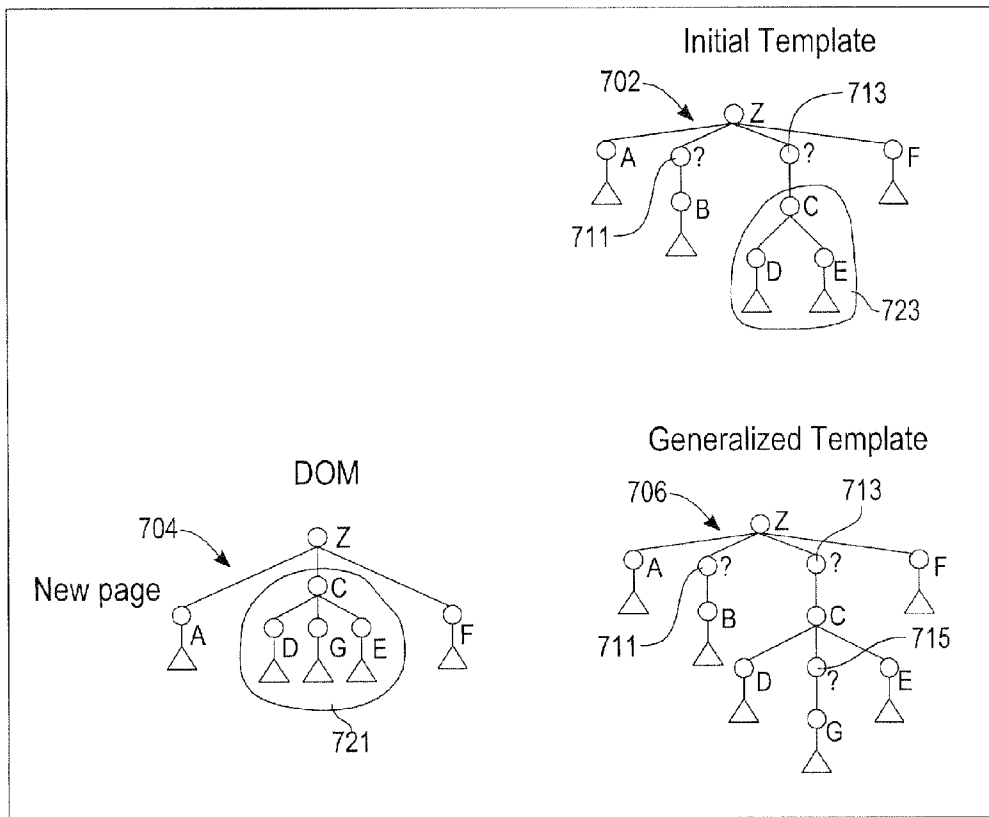 Initial Template
702
713
Z
A
?
?
F
711
B
C
D
E
723
DOM
704
Z
New page
C
A
D
G
E
F
721
Generalized Template
706
713
Z
A
?
?
F
711
B
C
715
D
?
E
G